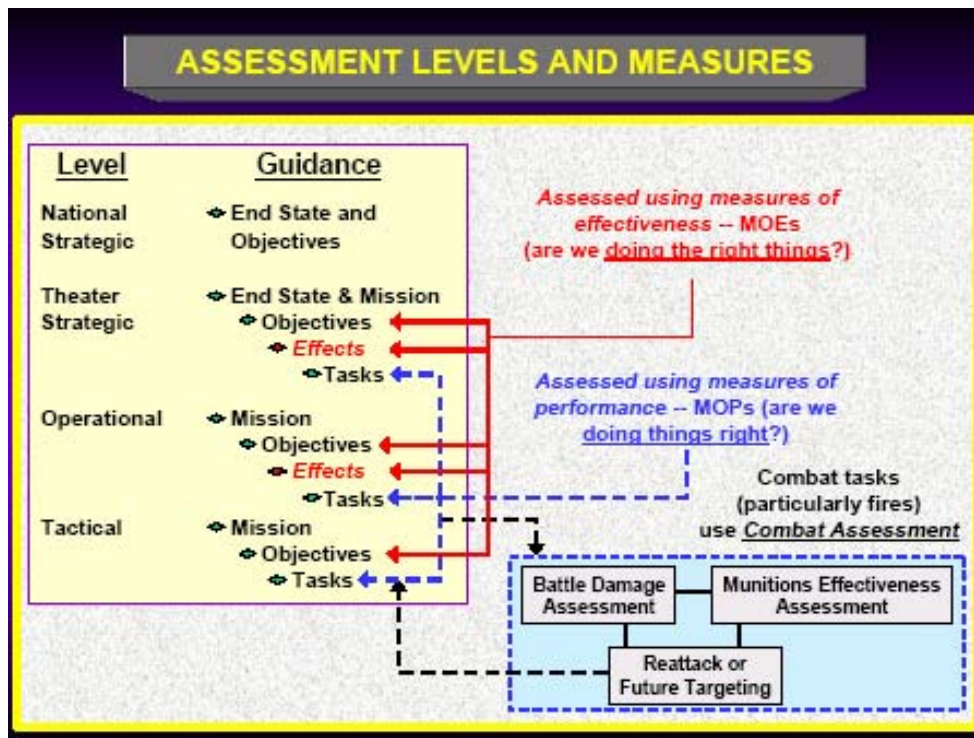 ASSESSMENT LEVELS AND MEASURES
Level Guidance
National Strategic
End State and Objectives
Theater Strategic
End State & Mission
Objectives
Effects
Tasks
Operational
Mission
Objectives
Effects
Tasks
Tactical
Mission
Objectives
Tasks
Assessed using measures of
effectiveness -- MOEs
(are we doing the right things?)
Assessed using measures of
performance -- MOPs (are we
doing things right?)
Combat tasks
(particularly fires)
use Combat Assessment
Battle Damage
Assessment
Munitions Effectiveness
Assessment
Reattack or
Future Targeting